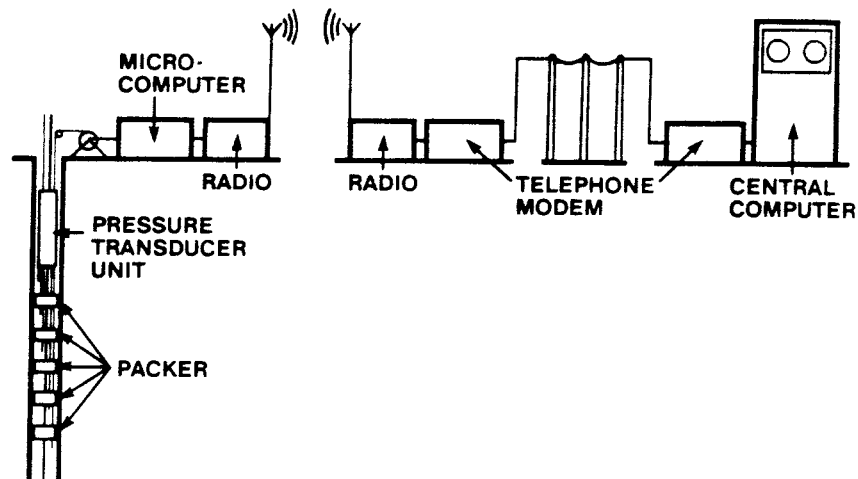 MICRO-
COMPUTER
RADIO
RADIO
TELEPHONE
MODEM
CENTRAL
COMPUTER
PRESSURE
TRANSDUCER
UNIT
PACKER